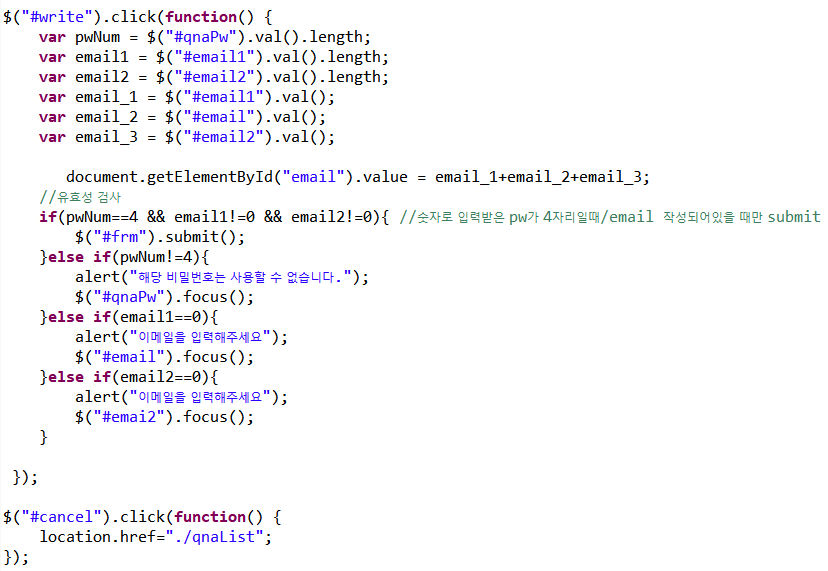 $("#write").click(function() {
    var pwNum = $("#qnaPw").val().length;
    var email1 = $("#email1").val().length;
    var email2 = $("#email2").val().length;
    var email_1 = $("#email1").val();
    var email_2 = $("#email").val();
    var email_3 = $("#email2").val();
       document.getElementById("email").value = email_1+email_2+email_3;
    //유효성 검사
    if(pwNum==4 && email1!=0 && email2!=0){ //숫자로 입력받은 pw가 4자리일때/email 작성되어있을 때만 submit
        $("#frm").submit();
    }else if(pwNum!=4){
        alert("해당 비밀번호는 사용할 수 없습니다.");
        $("#qnaPw").focus();
    }else if(email1==0){
        alert("이메일을 입력해주세요");
        $("#email").focus();
    }else if(email2==0){
        alert("이메일을 입력해주세요");
        $("#emai2").focus();
    }
 });
$("#cancel").click(function() {
    location.href="./qnaList";
});